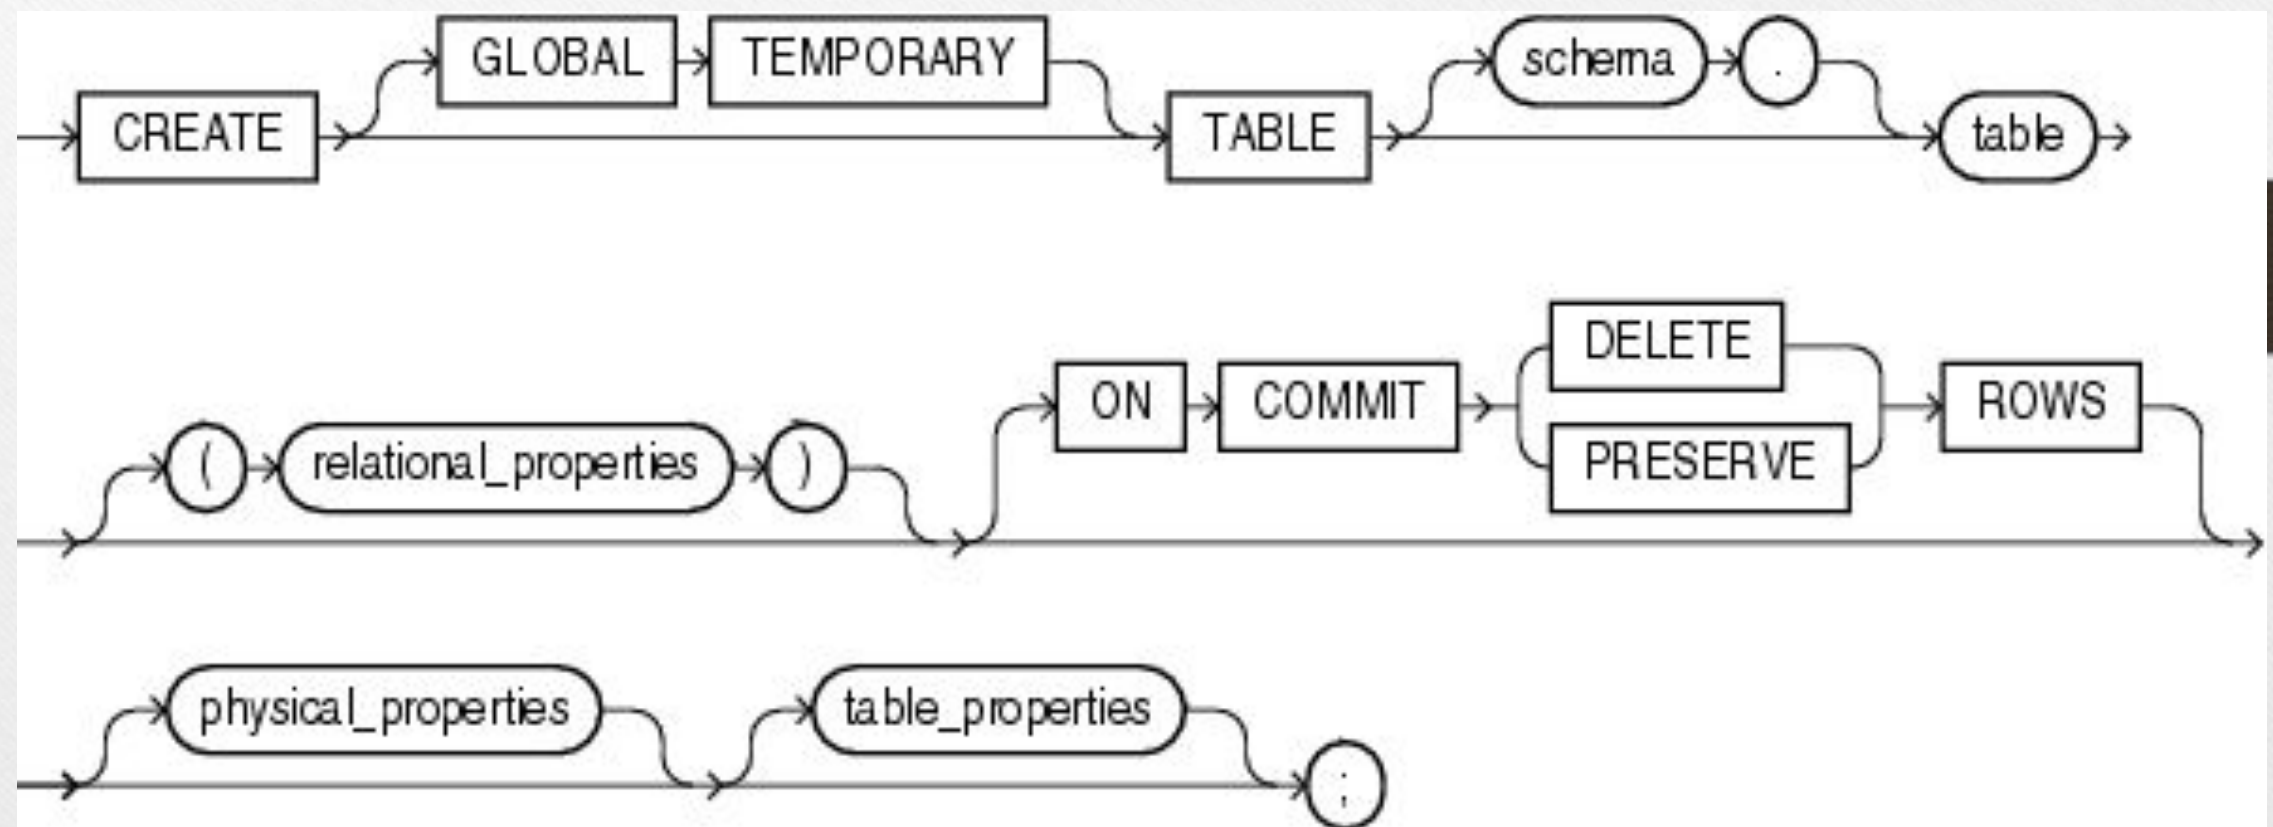 CREATE GLOBAL TEMPORARY TABLE schema . table
( relational_properties ) ON COMMIT DELETE PRESERVE ROWS
physical_properties table_properties ;